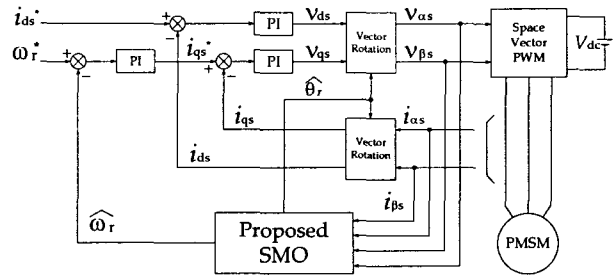 i_ds*
PI
v_ds
Vector
Rotation
v_αs
Space
Vector
PWM
V_dc
ω_r*
PI
i_qs*
PI
v_qs
v_βs
θ̂_r
i_qs
Vector
Rotation
i_αs
i_ds
i_βs
ω̂_r
Proposed
SMO
PMSM